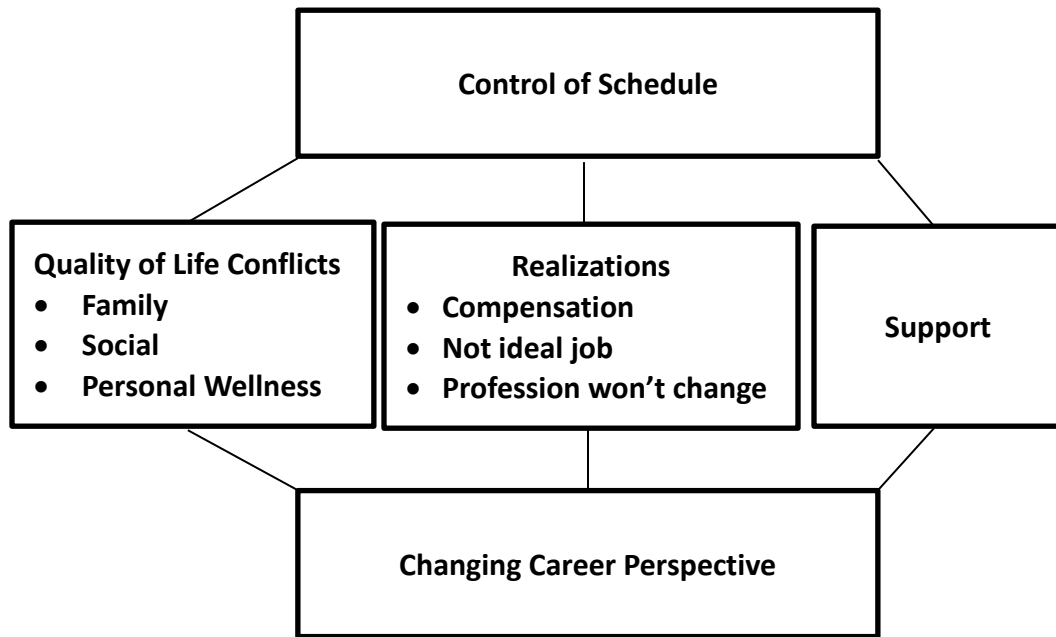 Control of Schedule
Quality of Life Conflicts
• Family
• Social
• Personal Wellness
Realizations
• Compensation
• Not ideal job
• Profession won’t change
Support
Changing Career Perspective